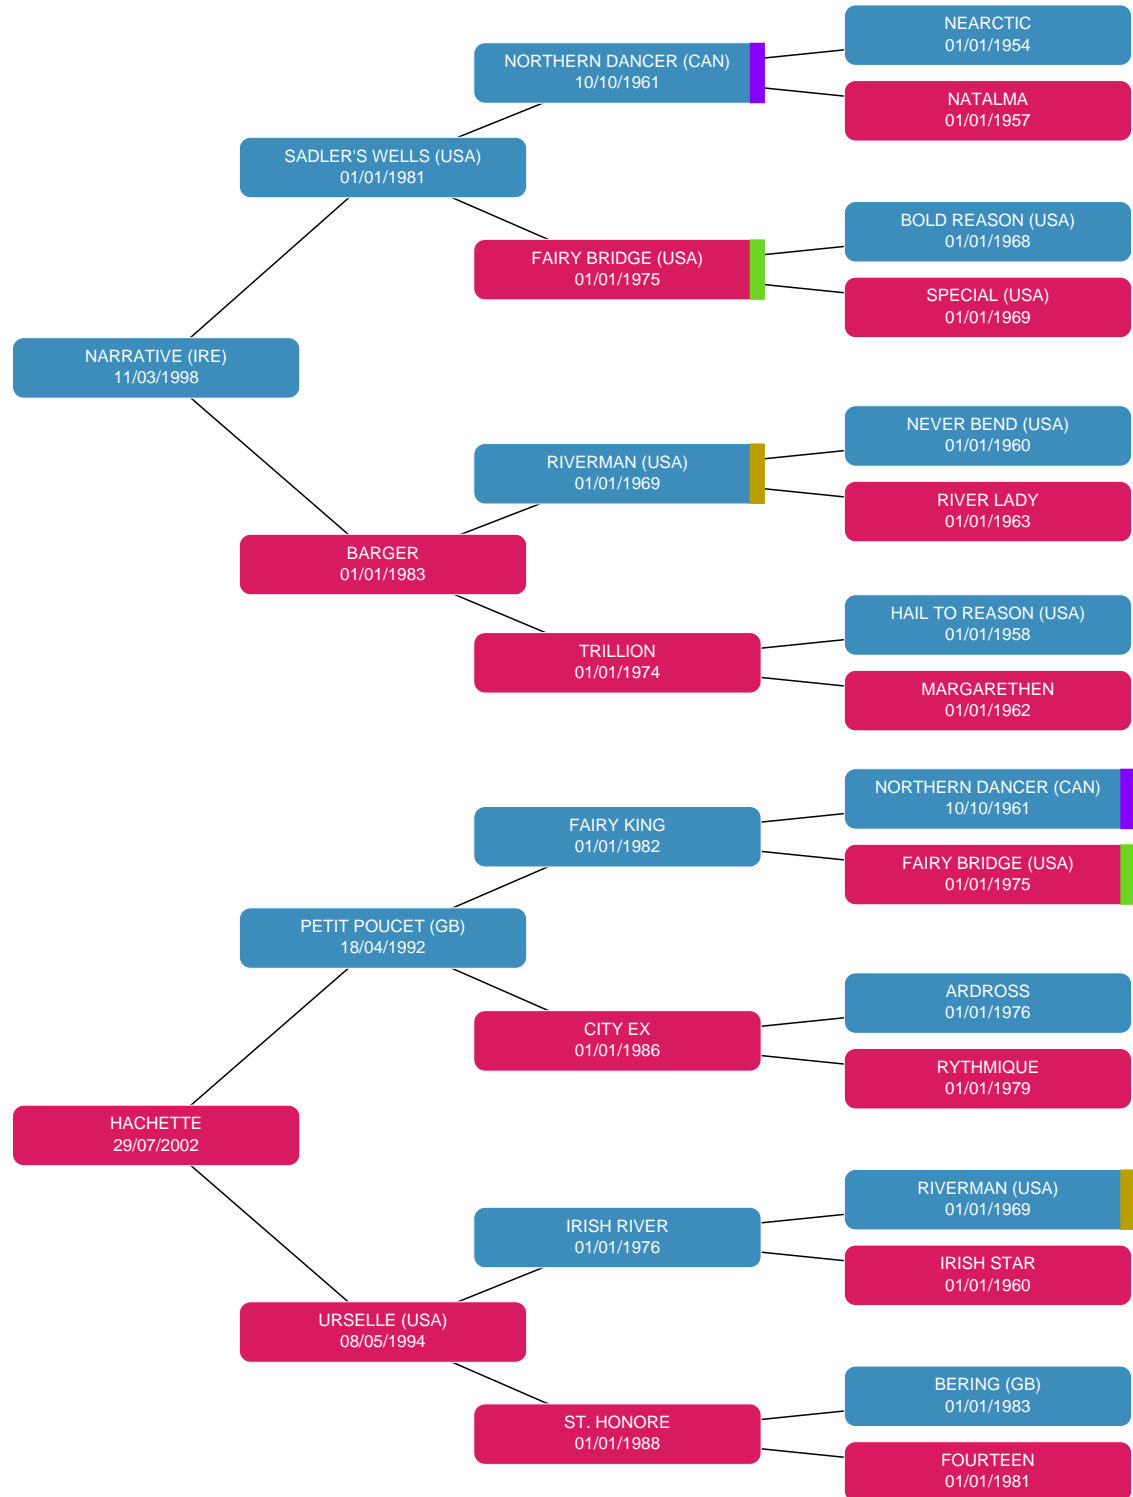 NEARCTIC
01/01/1954
NORTHERN DANCER (CAN)
10/10/1961
NATALMA
01/01/1957
SADLER'S WELLS (USA)
01/01/1981
BOLD REASON (USA)
01/01/1968
FAIRY BRIDGE (USA)
01/01/1975
SPECIAL (USA)
01/01/1969
NARRATIVE (IRE)
11/03/1998
NEVER BEND (USA)
01/01/1960
RIVERMAN (USA)
01/01/1969
RIVER LADY
01/01/1963
BARGER
01/01/1983
HAIL TO REASON (USA)
01/01/1958
TRILLION
01/01/1974
MARGARETHEN
01/01/1962
NORTHERN DANCER (CAN)
10/10/1961
FAIRY KING
01/01/1982
FAIRY BRIDGE (USA)
01/01/1975
PETIT POUCET (GB)
18/04/1992
ARDROSS
01/01/1976
CITY EX
01/01/1986
RYTHMIQUE
01/01/1979
HACHETTE
29/07/2002
RIVERMAN (USA)
01/01/1969
IRISH RIVER
01/01/1976
IRISH STAR
01/01/1960
URSELLE (USA)
08/05/1994
BERING (GB)
01/01/1983
ST. HONORE
01/01/1988
FOURTEEN
01/01/1981